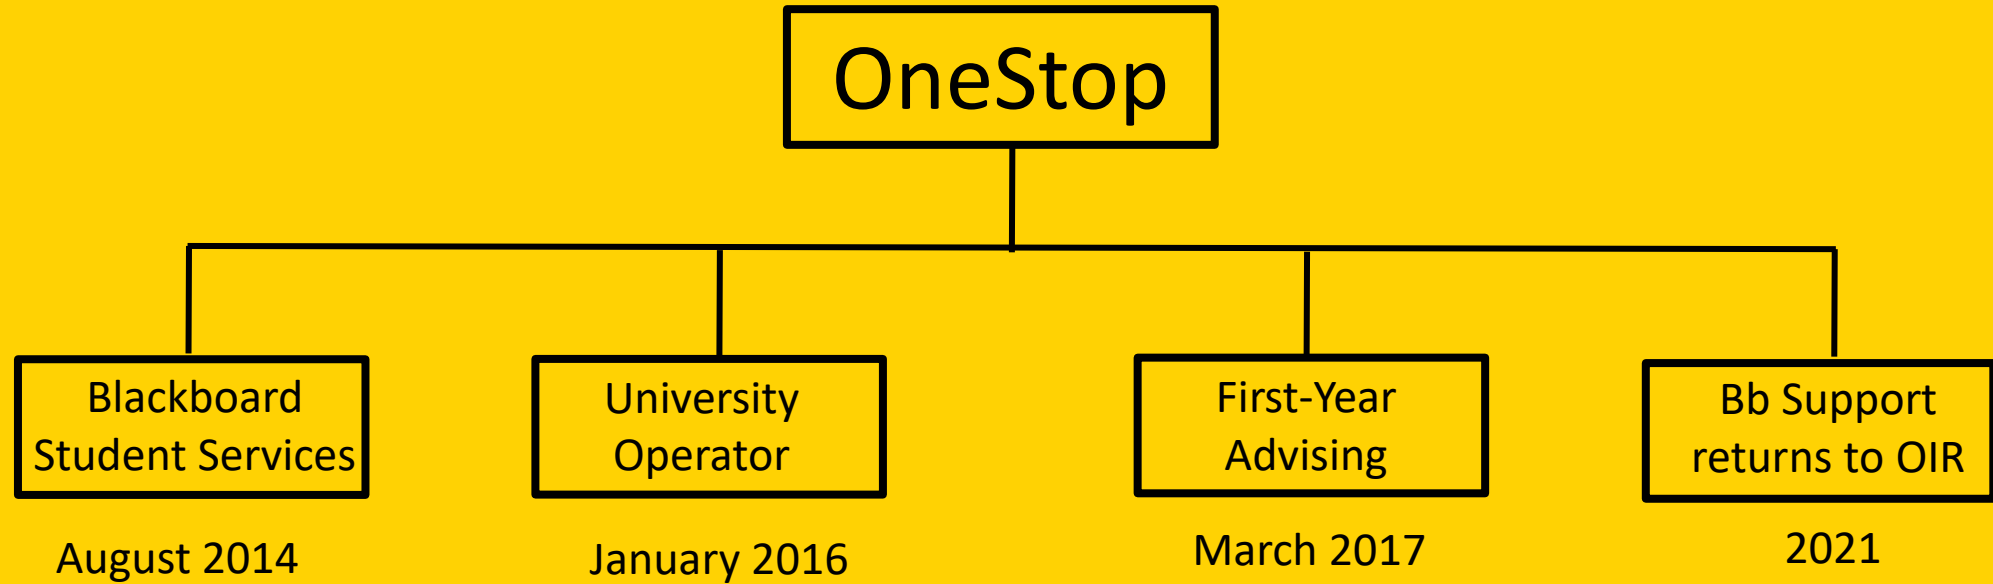 OneStop
Blackboard
Student Services
August 2014
University
Operator
January 2016
First-Year
Advising
March 2017
Bb Support
returns to OIR
2021